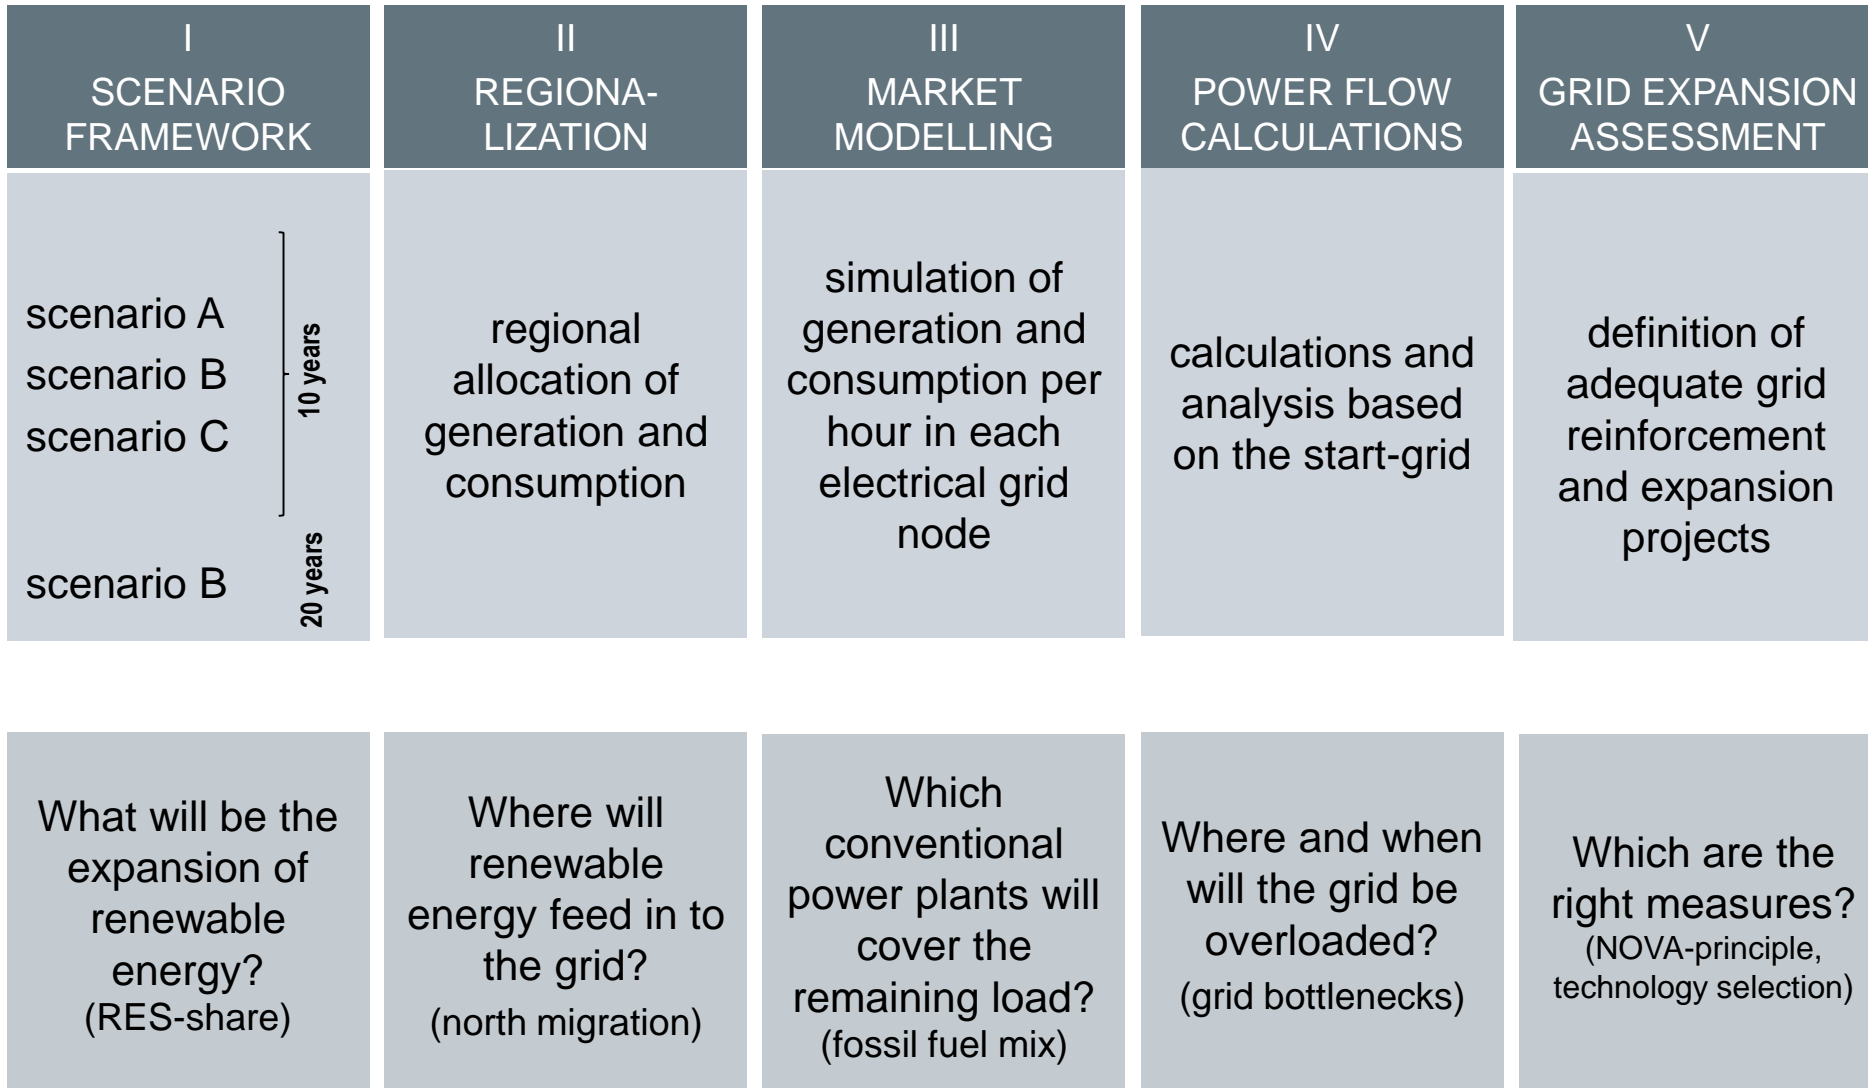 I
SCENARIO
FRAMEWORK
scenario A
scenario B
scenario C
10 years
scenario B
20 years
II
REGIONA-
LIZATION
regional
allocation of
generation and
consumption
III
MARKET
MODELLING
simulation of
generation and
consumption per
hour in each
electrical grid
node
IV
POWER FLOW
CALCULATIONS
calculations and
analysis based
on the start-grid
V
GRID EXPANSION
ASSESSMENT
definition of
adequate grid
reinforcement
and expansion
projects
What will be the
expansion of
renewable
energy?
(RES-share)
Where will
renewable
energy feed in to
the grid?
(north migration)
Which
conventional
power plants will
cover the
remaining load?
(fossil fuel mix)
Where and when
will the grid be
overloaded?
(grid bottlenecks)
Which are the
right measures?
(NOVA-principle,
technology selection)